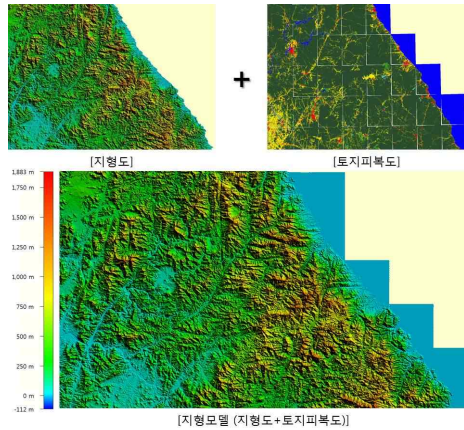 +
[지형도]
[토지피복도]
1,883 m
1,750 m
1,500 m
1,250 m
1,000 m
750 m
500 m
250 m
0 m
-112 m
[지형모델 (지형도+토지피복도)]